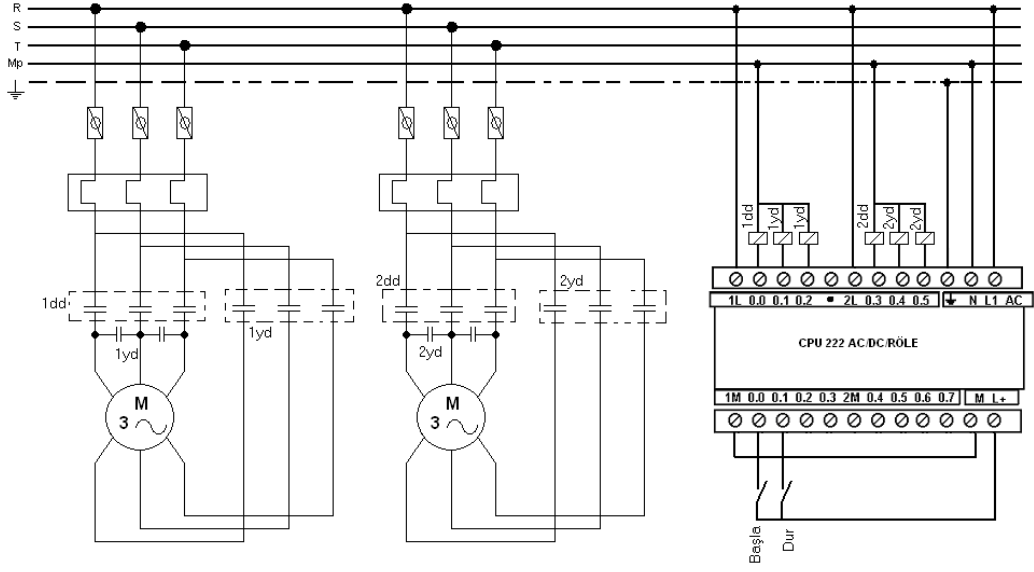 R
S
T
Mp
1dd 1yd 1yd 2dd 2yd 2yd
1L 0.0 0.1 0.2 2L 0.3 0.4 0.5 N L1 AC
1dd
1yd
1yd
2dd
2yd
2yd
CPU 222 AC/DC/RÖLE
M
3
M
3
1M 0.0 0.1 0.2 0.3 2M 0.4 0.5 0.6 0.7 M L+
Başla
Dur